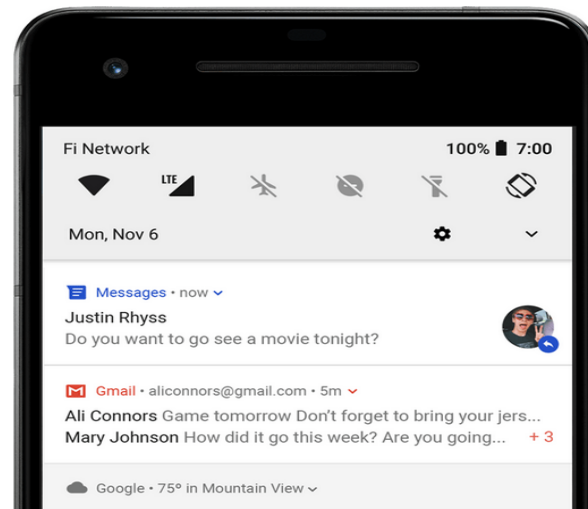 Fi Network 100% 7:00
LTE
Mon, Nov 6
Messages • now
Justin Rhyss
Do you want to go see a movie tonight?
Gmail • aliconnors@gmail.com • 5m
Ali Connors Game tomorrow Don't forget to bring your jers...
Mary Johnson How did it go this week? Are you going... + 3
Google • 75º in Mountain View